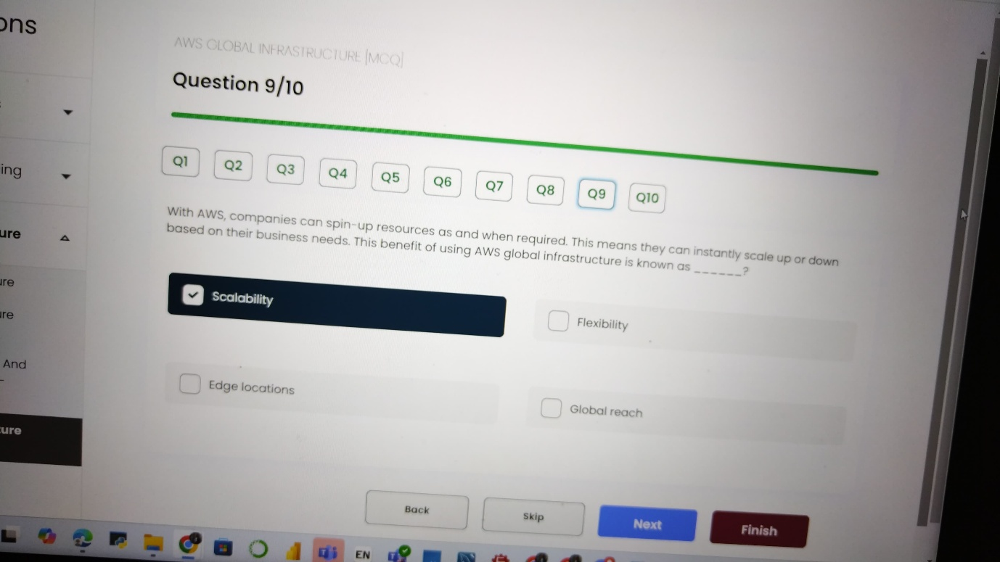 ons
AWS GLOBAL INFRASTRUCTURE [MCQ]
Question 9/10
ing
Q1 Q2 Q3 Q4 Q5 Q6 Q7 Q8 Q9 Q10
With AWS, companies can spin-up resources as and when required. This means they can instantly scale up or down
based on their business needs. This benefit of using AWS global infrastructure is known as ______?
ure
ure
Scalability
Flexibility
ure
And
Edge locations
Global reach
ture
Back Skip Next Finish
EN